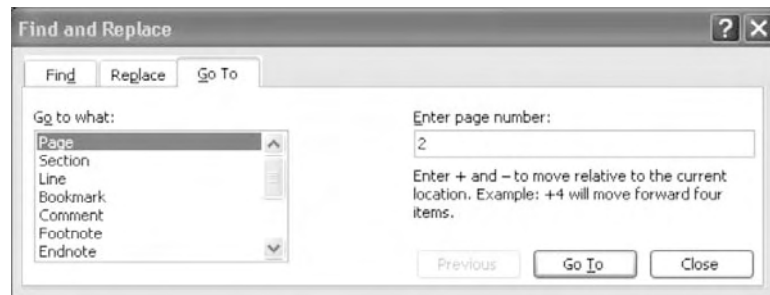 Find and Replace
Find Replace Go To
Go to what:
Page
Section
Line
Bookmark
Comment
Footnote
Endnote
Enter page number:
2
Enter + and – to move relative to the current
location. Example: +4 will move forward four
items.
Previous Go To Close